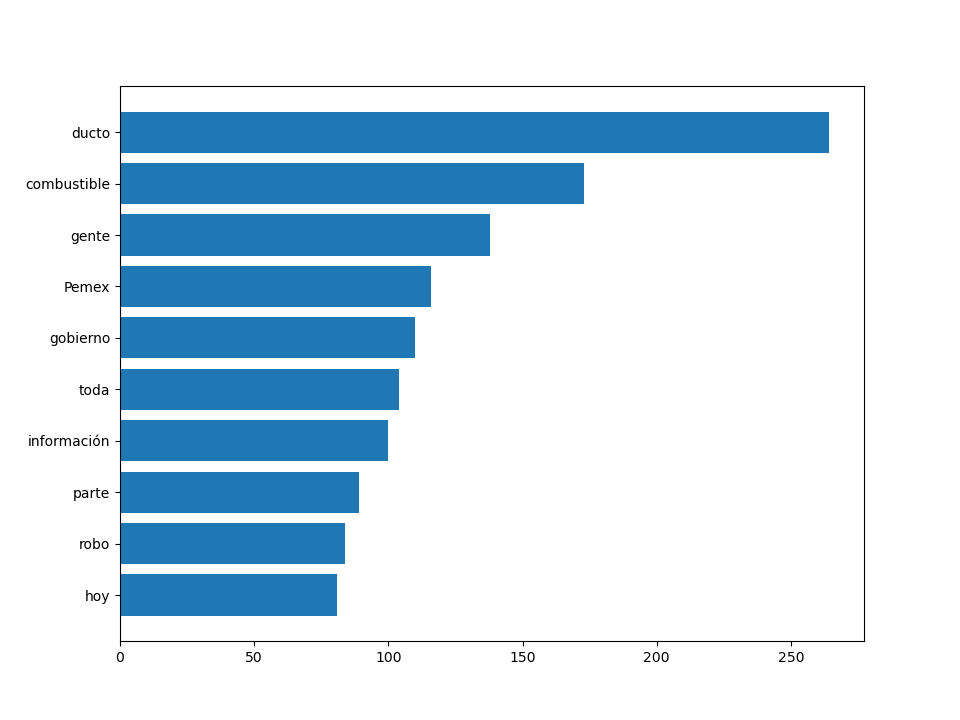 ducto
combustible
gente
Pemex
gobierno
toda
información
parte
robo
hoy
0 50 100 150 200 250